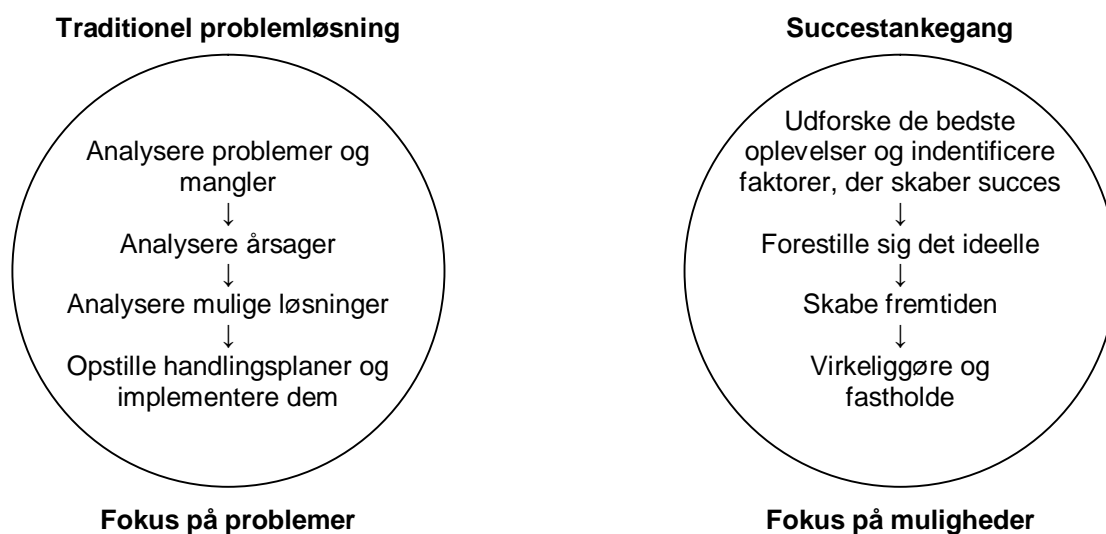 Traditionel problemløsning
Analysere problemer og
mangler
↓
Analysere årsager
↓
Analysere mulige løsninger
↓
Opstille handlingsplaner og
implementere dem
Fokus på problemer
Succestankegang
Udforske de bedste
oplevelser og indentificere
faktorer, der skaber succes
↓
Forestille sig det ideelle
↓
Skabe fremtiden
↓
Virkeliggøre og
fastholde
Fokus på muligheder